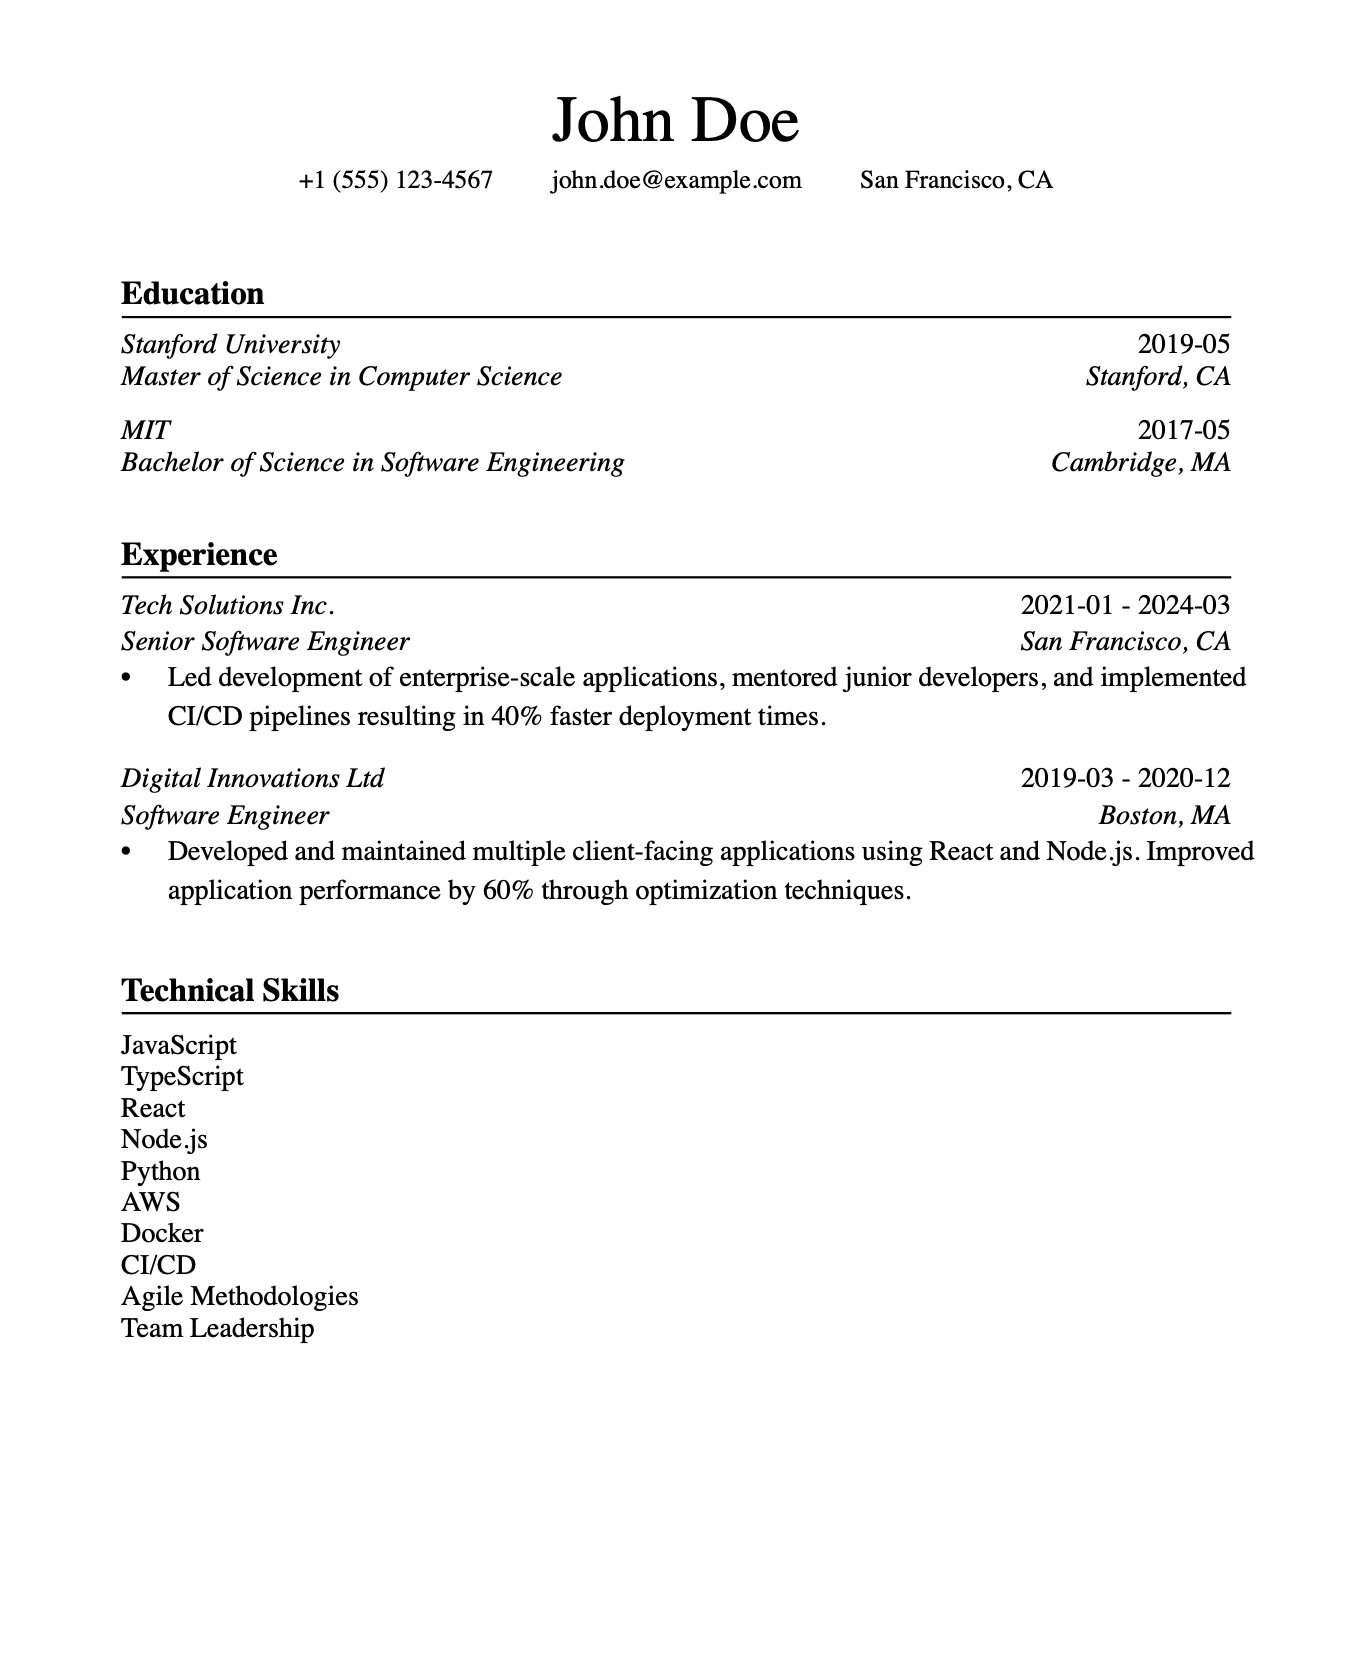 John Doe
+1 (555) 123-4567 john.doe@example.com San Francisco, CA
Education
Stanford University 2019-05
Master of Science in Computer Science Stanford, CA
MIT 2017-05
Bachelor of Science in Software Engineering Cambridge, MA
Experience
Tech Solutions Inc. 2021-01 - 2024-03
Senior Software Engineer San Francisco, CA
• Led development of enterprise-scale applications, mentored junior developers, and implemented
CI/CD pipelines resulting in 40% faster deployment times.
Digital Innovations Ltd 2019-03 - 2020-12
Software Engineer Boston, MA
• Developed and maintained multiple client-facing applications using React and Node.js. Improved
application performance by 60% through optimization techniques.
Technical Skills
JavaScript
TypeScript
React
Node.js
Python
AWS
Docker
CI/CD
Agile Methodologies
Team Leadership